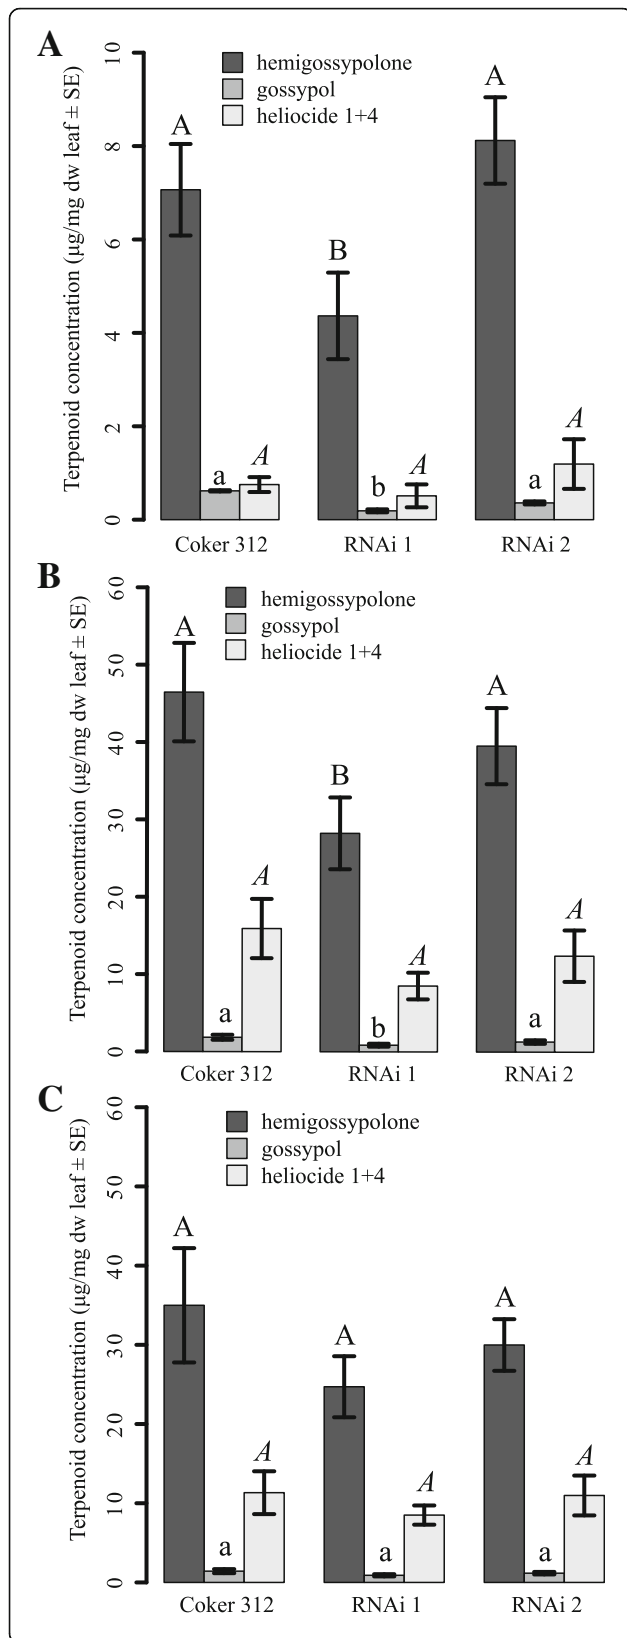 A
Terpenoid concentration (µg/mg dw leaf ± SE)
10
8
6
4
2
0
hemigossypolone
gossypol
heliocide 1+4
A
a
A
B
b
A
A
a
A
Coker 312
RNAi 1
RNAi 2
B
Terpenoid concentration (µg/mg dw leaf ± SE)
60
50
40
30
20
10
0
hemigossypolone
gossypol
heliocide 1+4
A
a
A
B
b
A
A
a
A
Coker 312
RNAi 1
RNAi 2
C
Terpenoid concentration (µg/mg dw leaf ± SE)
60
50
40
30
20
10
0
hemigossypolone
gossypol
heliocide 1+4
A
a
A
A
a
A
A
a
A
Coker 312
RNAi 1
RNAi 2